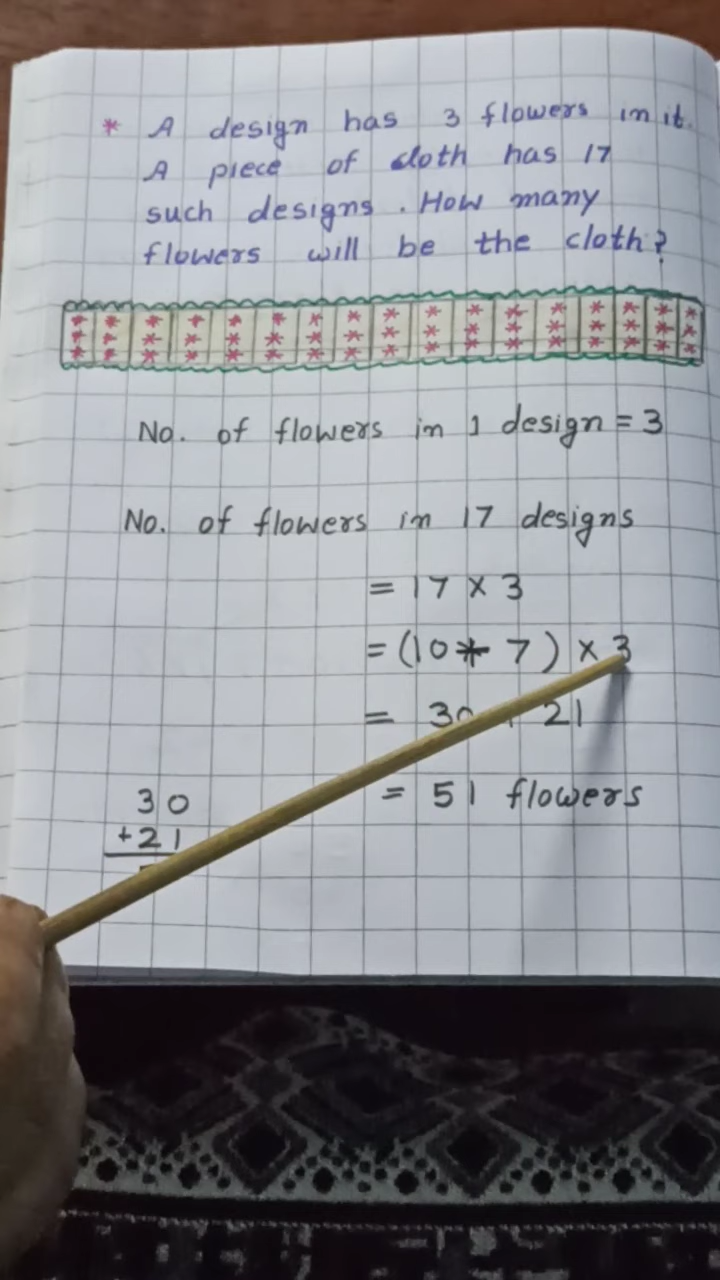 * A design has 3 flowers in it.
A piece of cloth has 17
such designs. How many
flowers will be the cloth?
No. of flowers in 1 design = 3
No. of flowers in 17 designs
= 17 × 3
= (10 + 7) × 3
= 30 21
= 51 flowers
30
+21